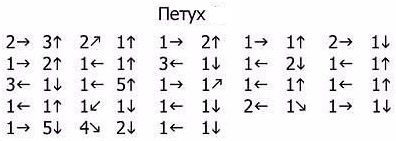 Петух
2→ 3↑ 2↗ 1↑ 1→ 2↑ 1→ 1↑ 2→ 1↓
1→ 2↑ 1← 1↑ 3← 1↓ 1← 2↓ 1← 1↑
3← 1↓ 1← 5↑ 1→ 1↗ 1← 1↑ 1← 1↑
1← 1↑ 1↙ 1↓ 1← 1↓ 2← 1↘ 1→ 1↓
1→ 5↓ 4↘ 2↓ 1← 1↓